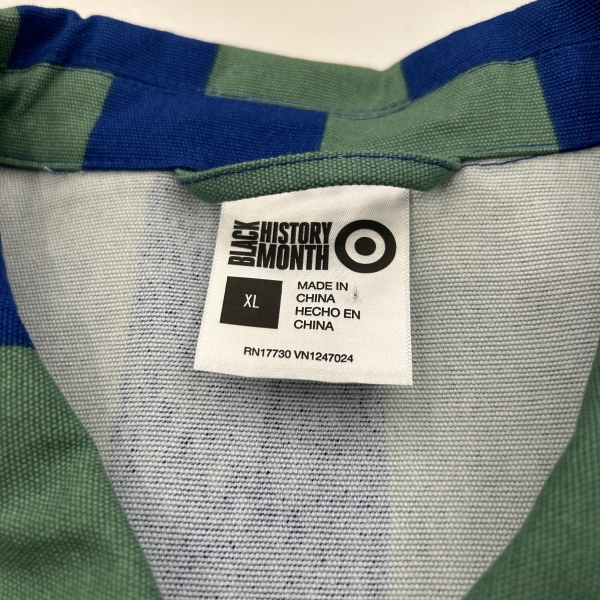 BLACK
HISTORY
MONTH
XL
MADE IN
CHINA
HECHO EN
CHINA
RN17730 VN1247024